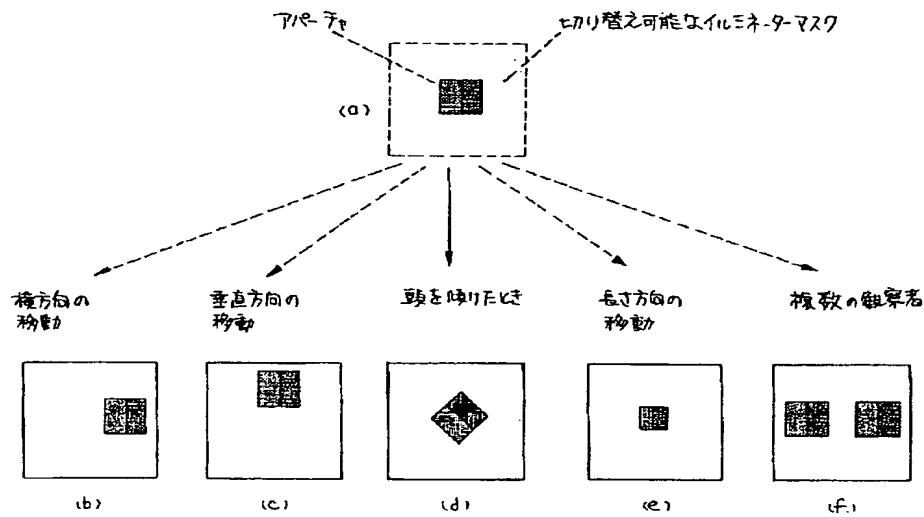 アパーチャ
切り替え可能なイルミネーターマスク
(a)
横方向の
移動
垂直方向の
移動
頭を傾けたとき
長さ方向の
移動
複数の観察者
(b)
(c)
(d)
(e)
(f)